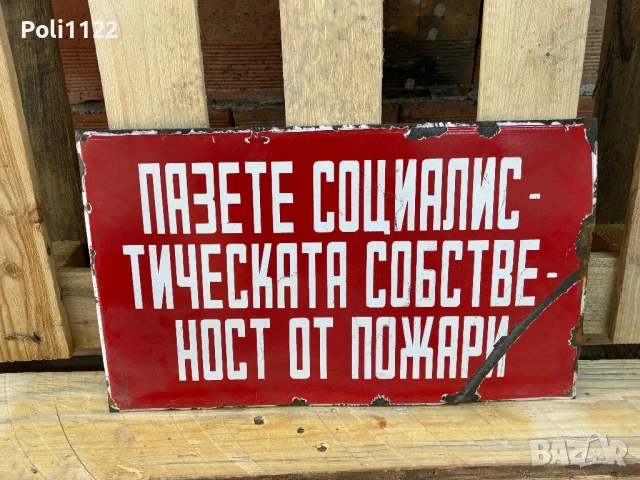 Poli1122
ПАЗЕТЕ СОЦИАЛИС-
ТИЧЕСКАТА СОБСТВЕ-
НОСТ ОТ ПОЖАРИ
BAZAR